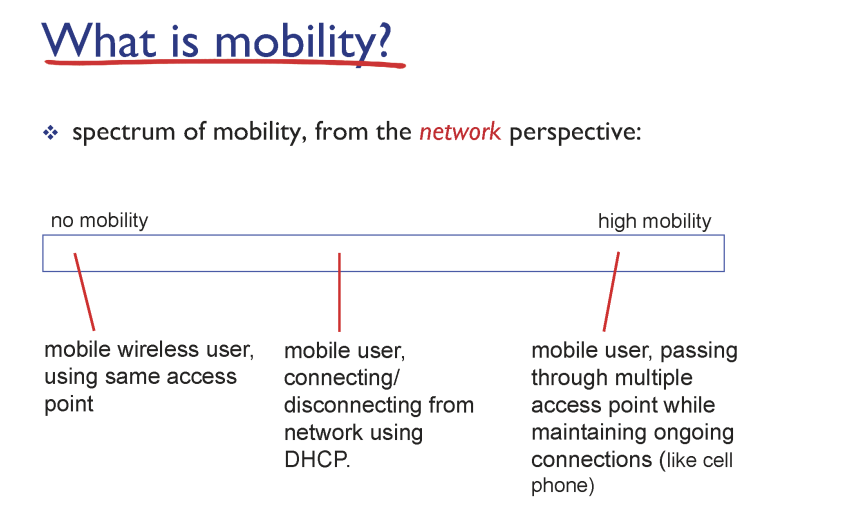 What is mobility?
❖ spectrum of mobility, from the network perspective:
no mobility
high mobility
mobile wireless user,
using same access
point
mobile user,
connecting/
disconnecting from
network using
DHCP.
mobile user, passing
through multiple
access point while
maintaining ongoing
connections (like cell
phone)